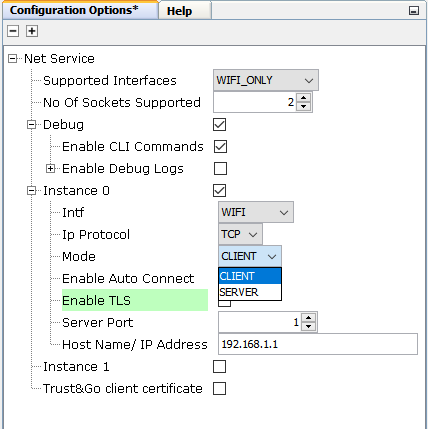 Configuration Options* Help
Net Service
Supported Interfaces WIFI_ONLY
No Of Sockets Supported 2
Debug
Enable CLI Commands
Enable Debug Logs
Instance 0
Intf WIFI
Ip Protocol TCP
Mode CLIENT
Enable Auto Connect CLIENT
Enable TLS SERVER
Server Port 1
Host Name/ IP Address 192.168.1.1
Instance 1
Trust&Go client certificate